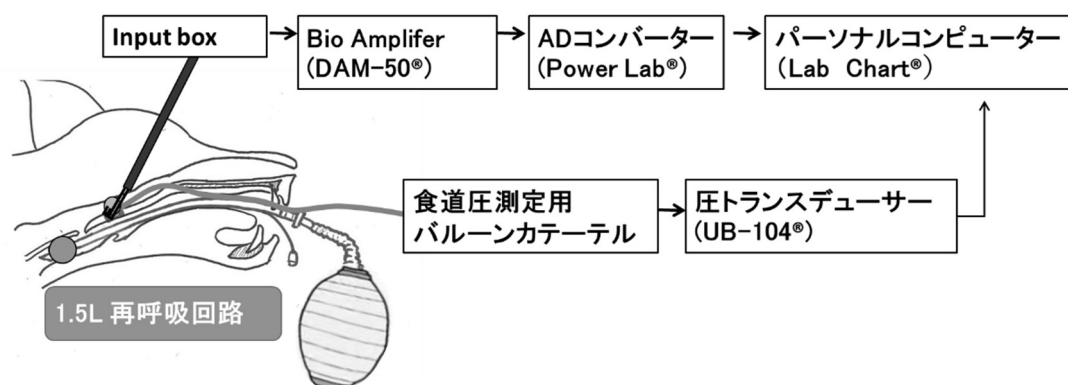 Input box
Bio Amplifer
(DAM-50®)
ADコンバーター
(Power Lab®)
パーソナルコンピューター
(Lab Chart®)
食道圧測定用
バルーンカテーテル
圧トランスデューサー
(UB-104®)
1.5L 再呼吸回路